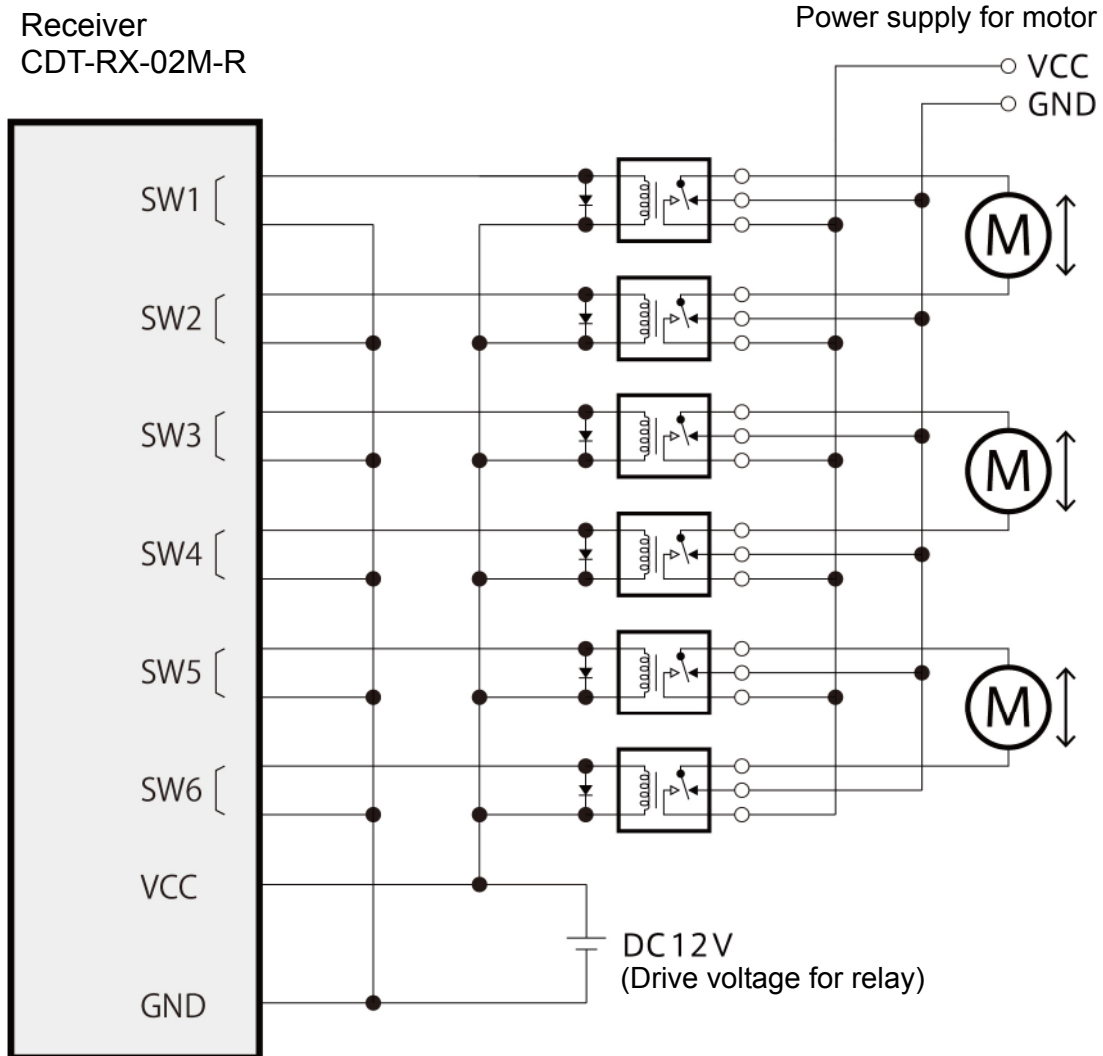 Receiver
CDT-RX-02M-R
Power supply for motor
VCC
GND
SW1
M
SW2
SW3
M
SW4
SW5
M
SW6
VCC
DC12V
(Drive voltage for relay)
GND